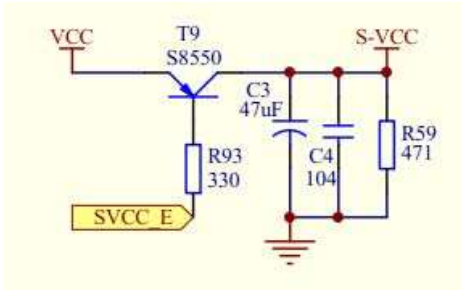 VCC
T9
S8550
S-VCC
C3
47uF
R59
471
C4
104
R93
330
SVCC_E